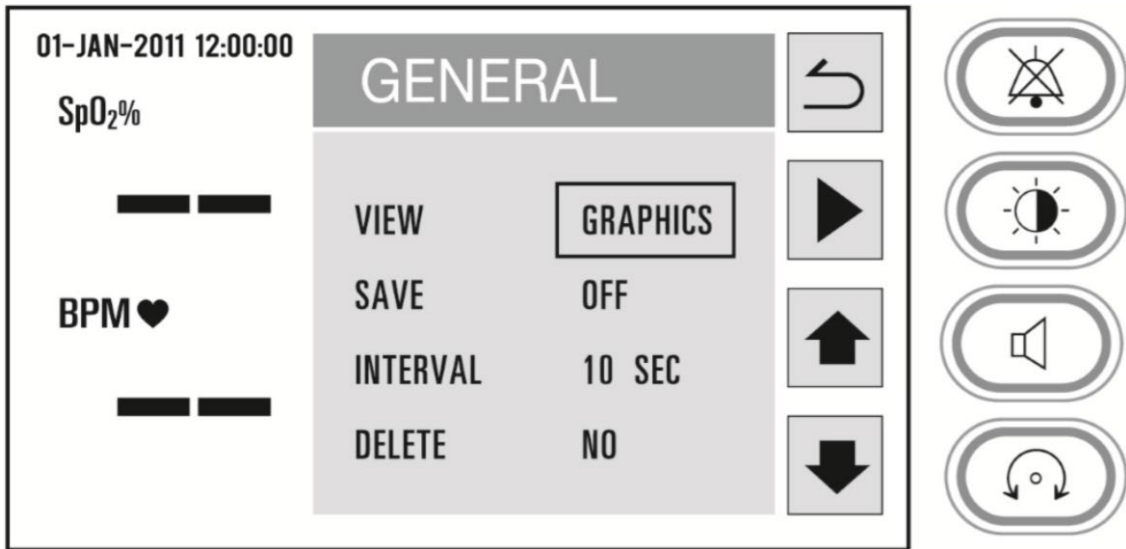 01-JAN-2011 12:00:00
SpO₂%
-- --
BPM♥
-- --
GENERAL
VIEW GRAPHICS
SAVE OFF
INTERVAL 10 SEC
DELETE NO